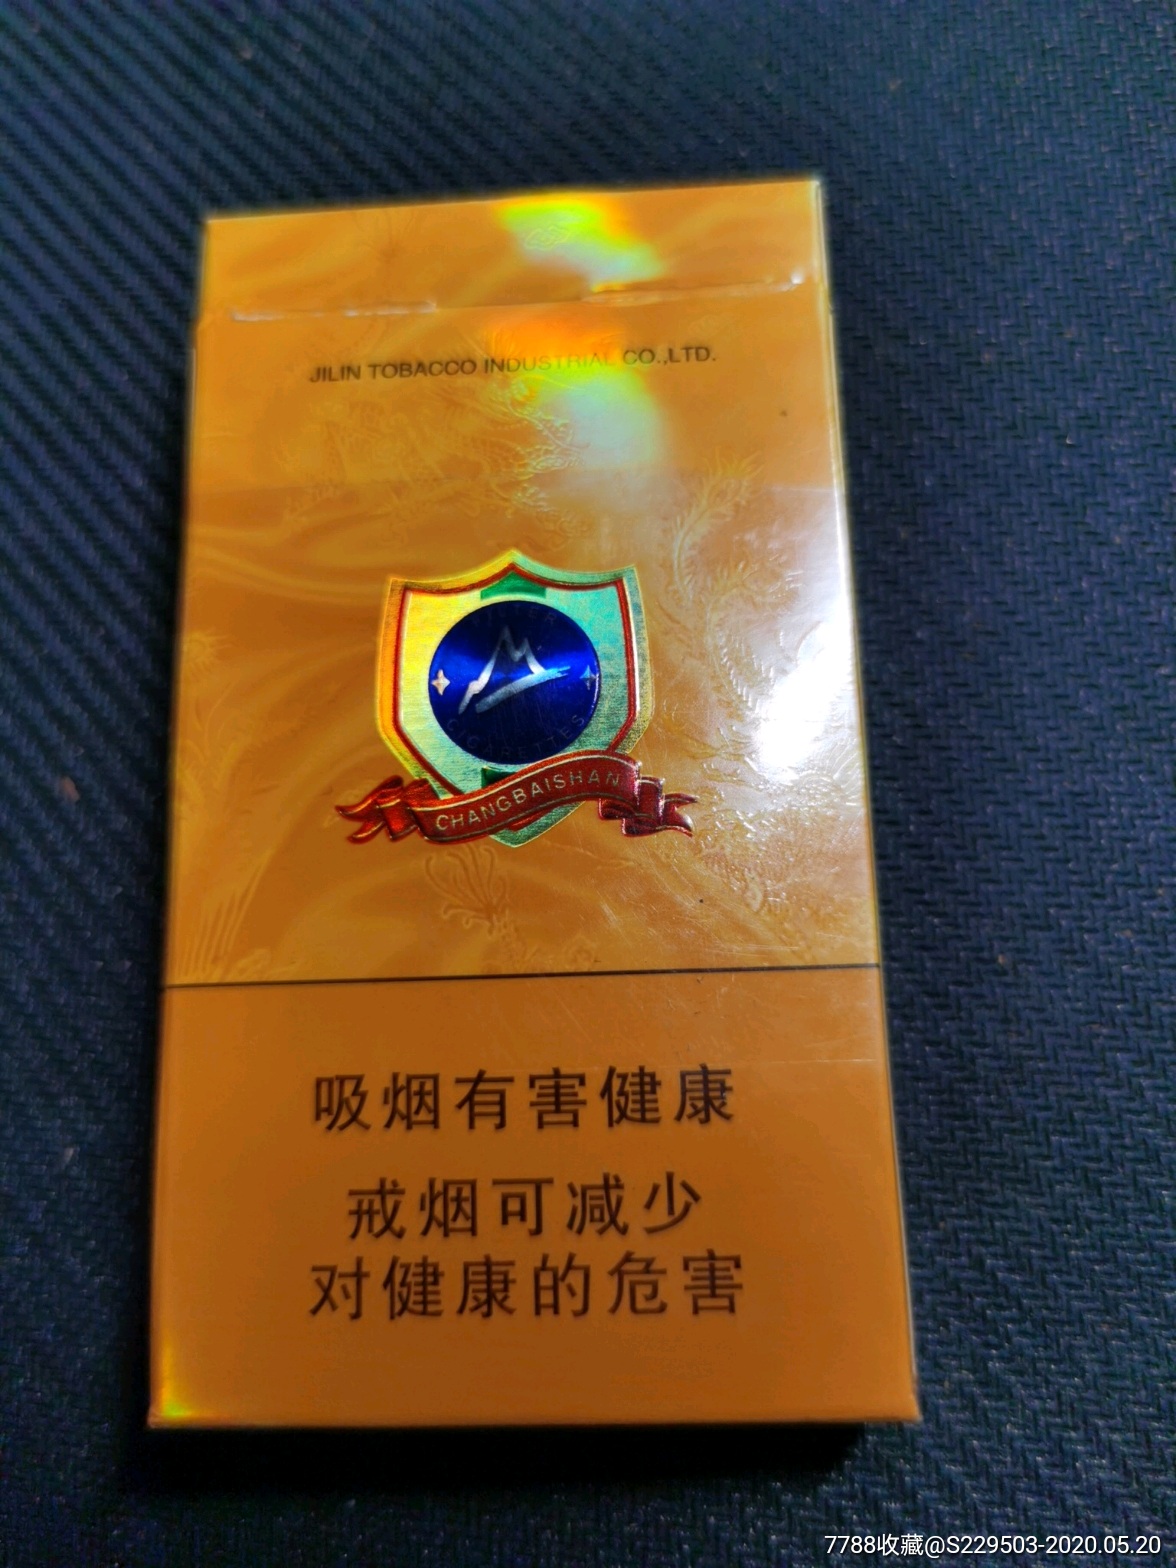 JILIN TOBACCO INDUSTRIAL CO.,LTD.
CHANGBAISHAN
吸烟有害健康
戒烟可减少
对健康的危害
7788收藏@S229503-2020.05.20